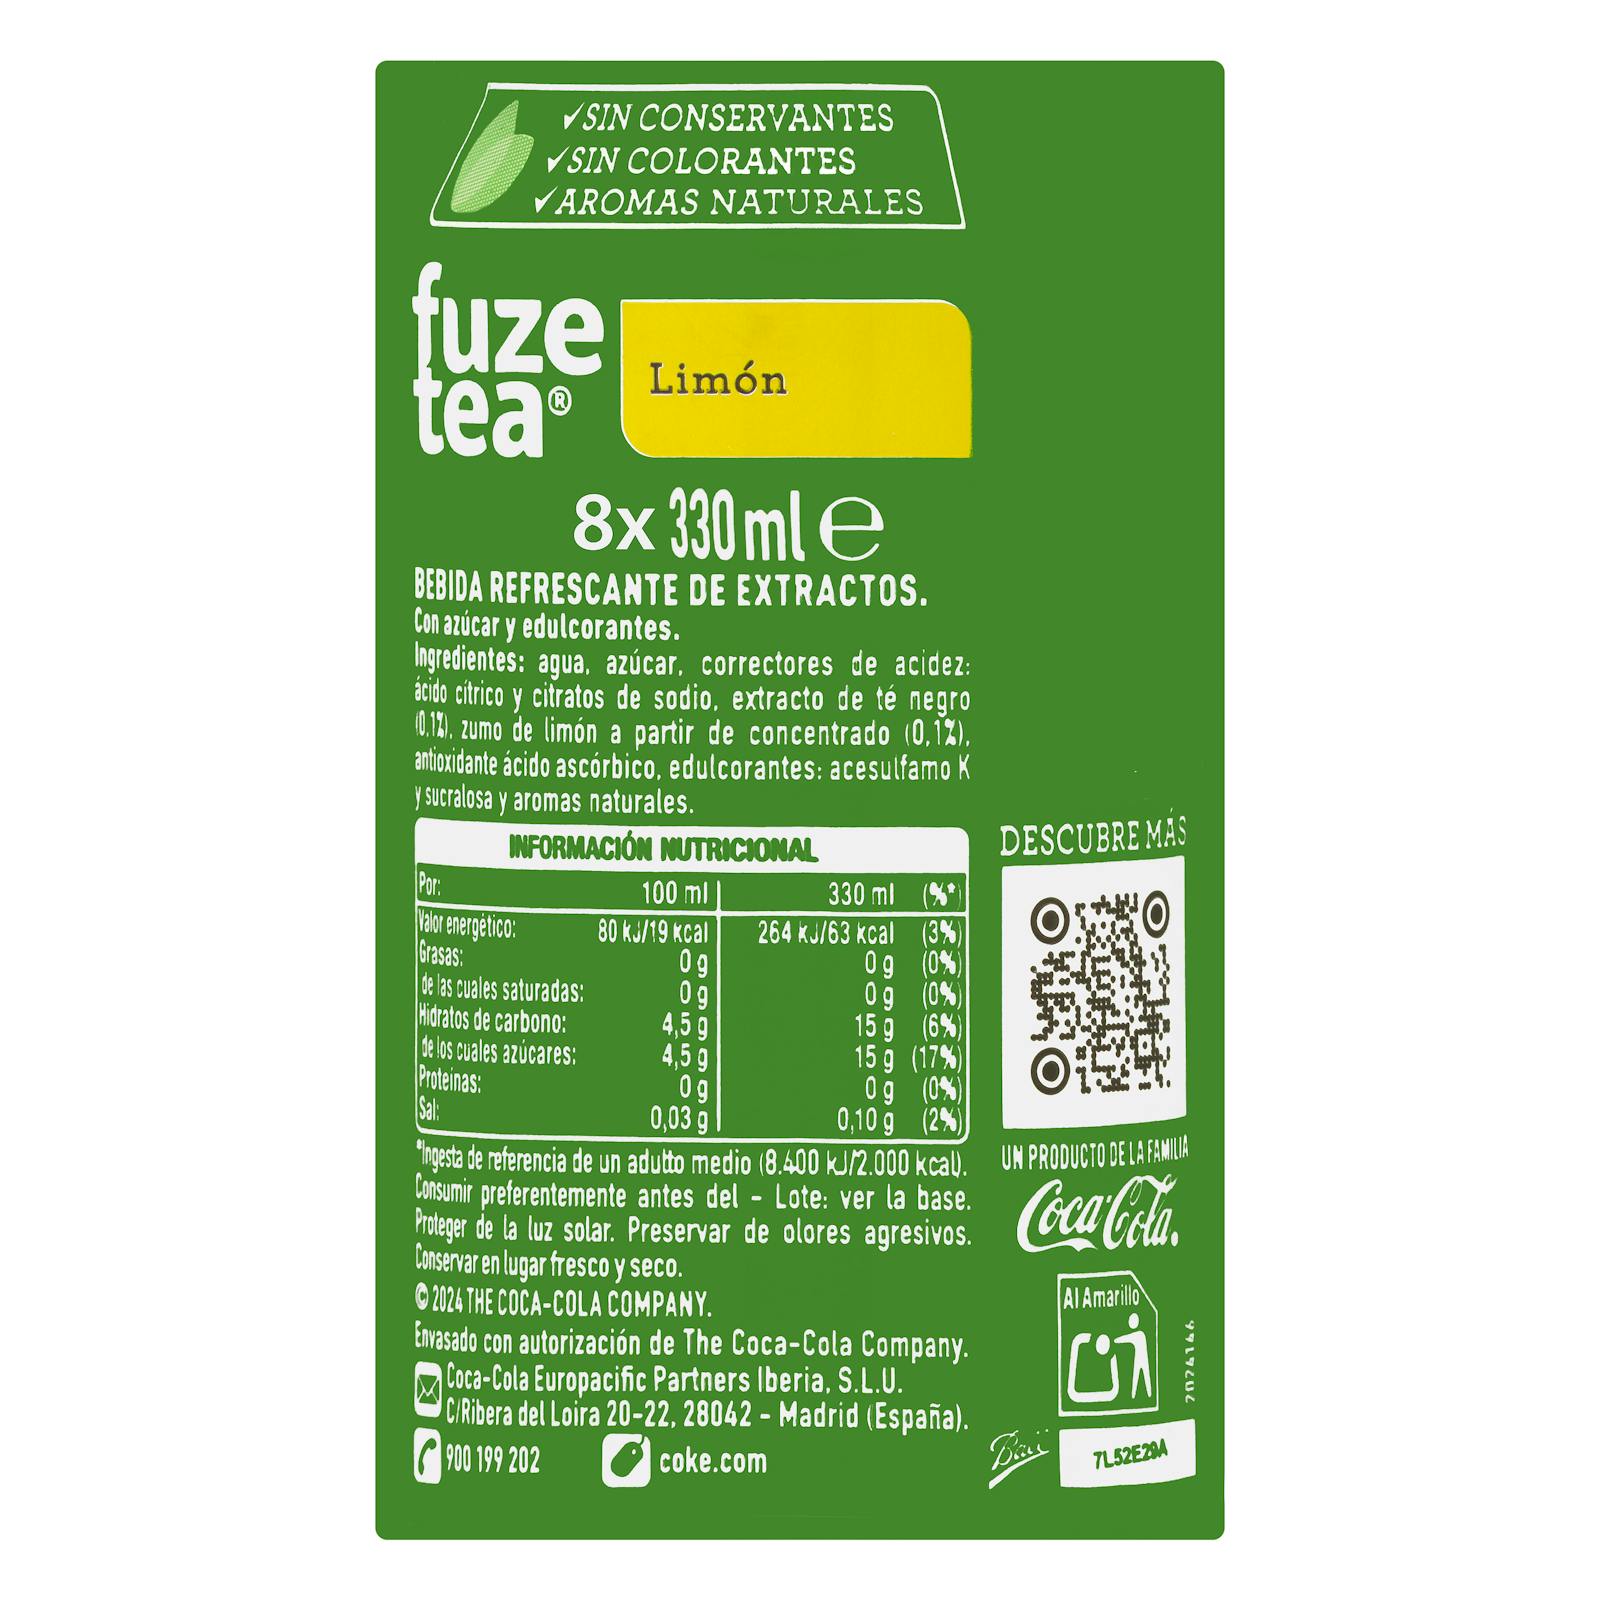 ✓SIN CONSERVANTES
✓SIN COLORANTES
✓AROMAS NATURALES
fuze
tea®
Limón
8x 330 ml e
BEBIDA REFRESCANTE DE EXTRACTOS.
Con azúcar y edulcorantes.
Ingredientes: agua, azúcar, correctores de acidez:
ácido cítrico y citratos de sodio, extracto de té negro
(0,1%), zumo de limón a partir de concentrado (0,1%),
antioxidante ácido ascórbico, edulcorantes: acesulfamo K
y sucralosa y aromas naturales.
INFORMACIÓN NUTRICIONAL
Por: 100 ml 330 ml (%*)
Valor energético: 80 kJ/19 kcal 264 kJ/63 kcal (3%)
Grasas: 0 g 0 g (0%)
de las cuales saturadas: 0 g 0 g (0%)
Hidratos de carbono: 4,5 g 15 g (6%)
de los cuales azúcares: 4,5 g 15 g (17%)
Proteínas: 0 g 0 g (0%)
Sal: 0,03 g 0,10 g (2%)
*Ingesta de referencia de un adulto medio (8.400 kJ/2.000 kcal).
Consumir preferentemente antes del - Lote: ver la base.
Proteger de la luz solar. Preservar de olores agresivos.
Conservar en lugar fresco y seco.
© 2024 THE COCA-COLA COMPANY.
Envasado con autorización de The Coca-Cola Company.
Coca-Cola Europacific Partners Iberia, S.L.U.
C/Ribera del Loira 20-22, 28042 - Madrid (España).
900 199 202
coke.com
DESCUBRE MÁS
UN PRODUCTO DE LA FAMILIA
Coca-Cola.
Al Amarillo
2024146
Ball
7L52E29A